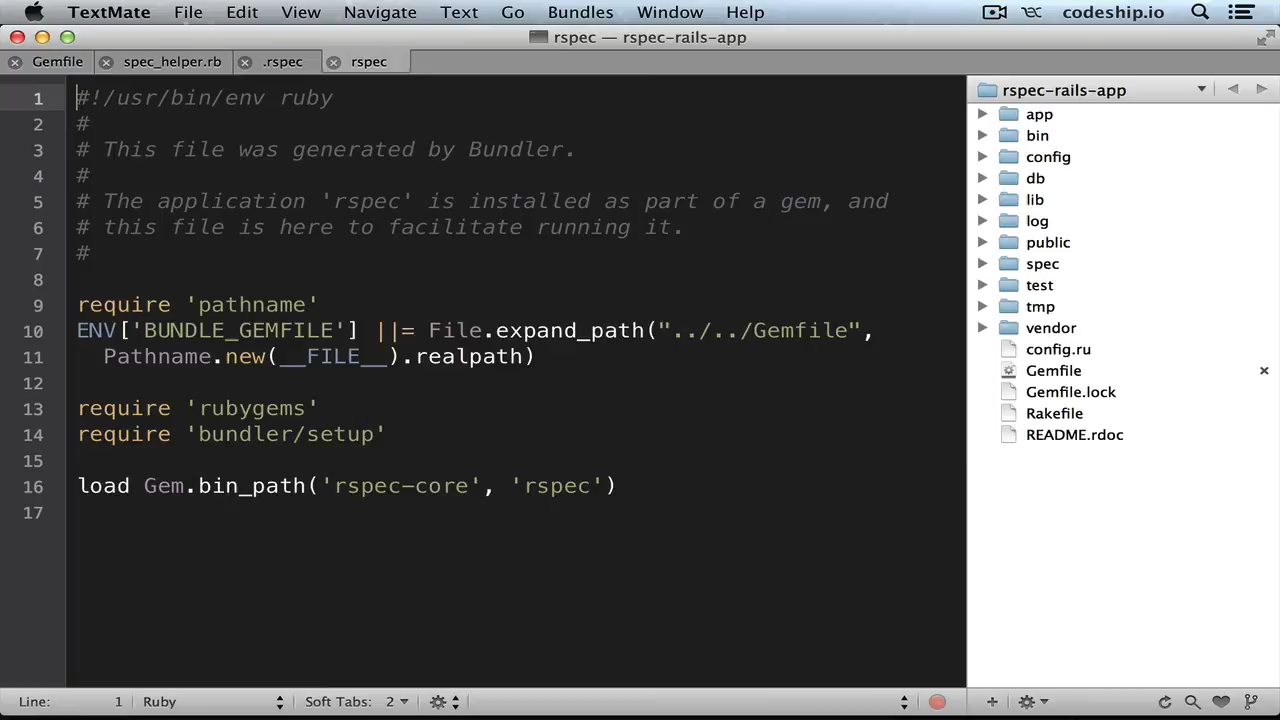 TextMate File Edit View Navigate Text Go Bundles Window Help codeship.io
rspec — rspec-rails-app
Gemfile spec_helper.rb .rspec rspec
1 #!/usr/bin/env ruby
2 #
3 # This file was generated by Bundler.
4 #
5 # The application 'rspec' is installed as part of a gem, and
6 # this file is here to facilitate running it.
7 #
8
9 require 'pathname'
10 ENV['BUNDLE_GEMFILE'] ||= File.expand_path("../../Gemfile",
11 Pathname.new(__FILE__).realpath)
12
13 require 'rubygems'
14 require 'bundler/setup'
15
16 load Gem.bin_path('rspec-core', 'rspec')
17
rspec-rails-app
app
bin
config
db
lib
log
public
spec
test
tmp
vendor
config.ru
Gemfile
Gemfile.lock
Rakefile
README.rdoc
Line: 1 Ruby Soft Tabs: 2